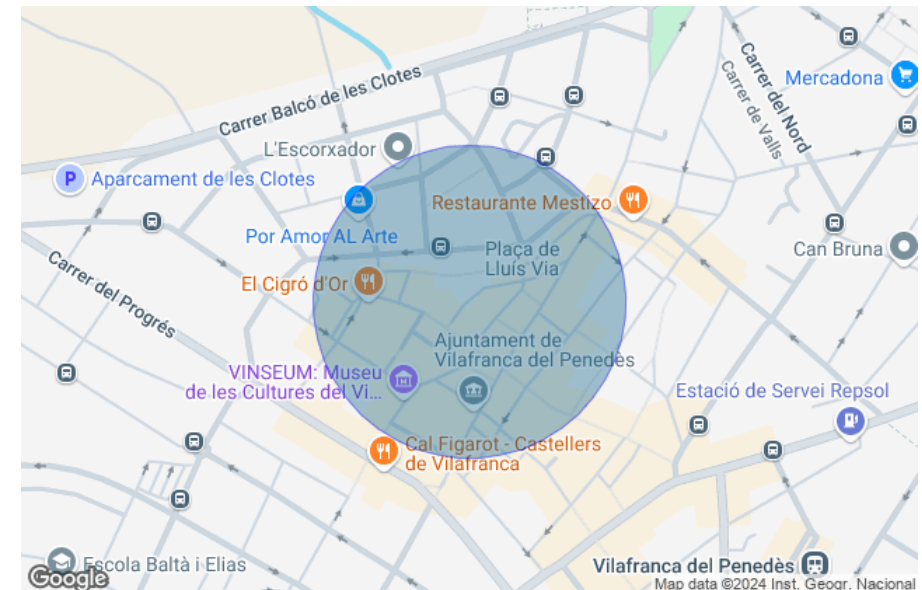 Carrer Balcó de les Clotes
Carrer del Nord
Carrer de Valls
Mercadona
L'Escorxador
P
Aparcament de les Clotes
Restaurante Mestizo
Por Amor AL Arte
Plaça de
Lluís Via
Can Bruna
El Cigró d'Or
Carrer del Progrés
Ajuntament de
Vilafranca del Penedès
VINSEUM: Museu
de les Cultures del Vi...
Estació de Servei Repsol
Cal Figarot - Castellers
de Vilafranca
Escola Baltà i Elias
Vilafranca del Penedès
Google
Map data ©2024 Inst. Geogr. Nacional